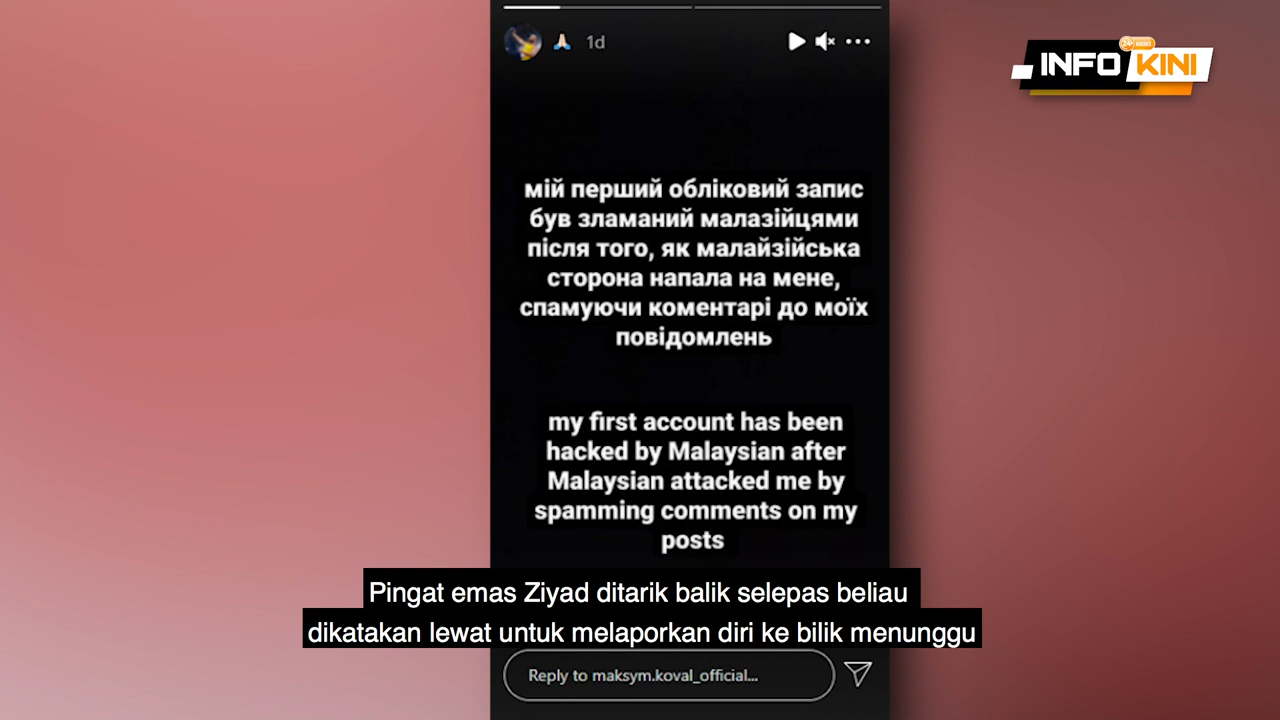 1d
24 HOURS
INFO KINI
мій перший обліковий запис
був зламаний малазійцями
після того, як малайзійська
сторона напала на мене,
спамуючи коментарі до моїх
повідомлень
my first account has been
hacked by Malaysian after
Malaysian attacked me by
spamming comments on my
posts
Pingat emas Ziyad ditarik balik selepas beliau
dikatakan lewat untuk melaporkan diri ke bilik menunggu
Reply to maksym.koval_official...